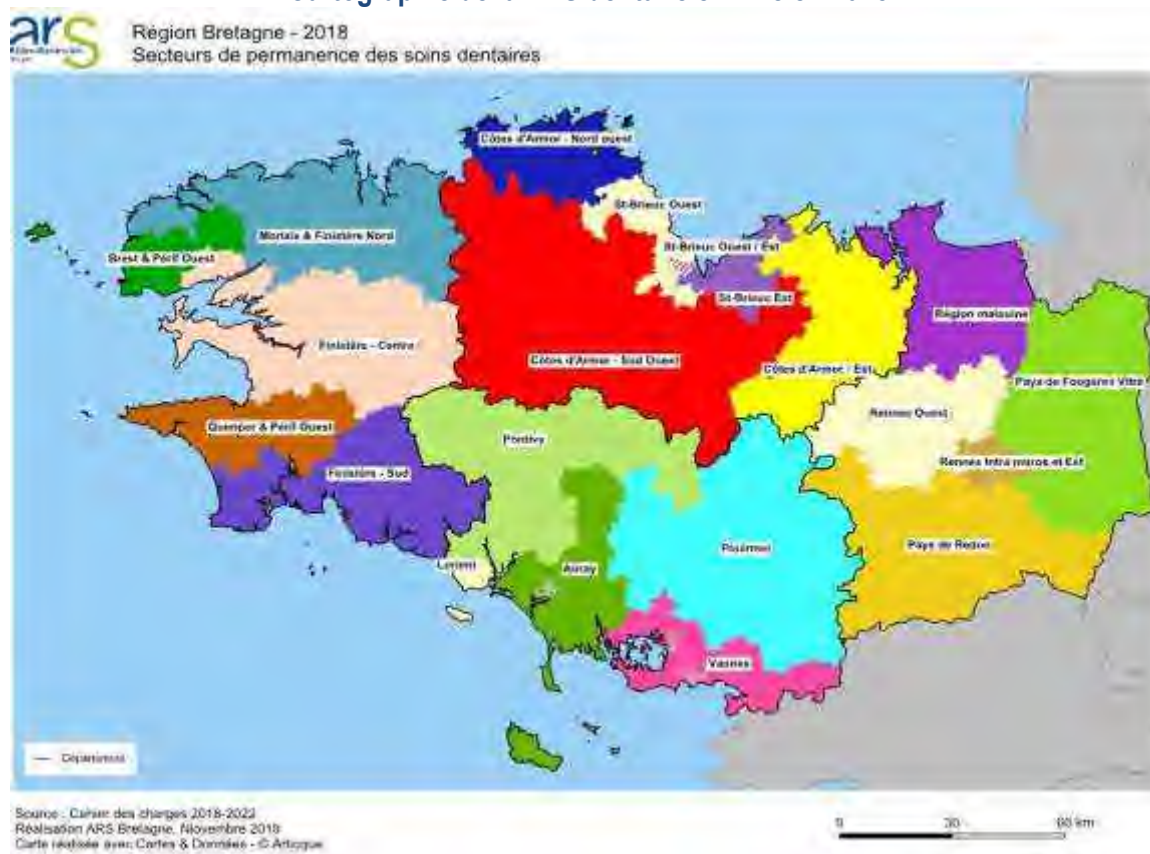 ars
Région Bretagne - 2018
Secteurs de permanence des soins dentaires
Côtes d'Armor - Nord ouest
St-Brieuc Ouest
Morlaix & Finistère Nord
St-Brieuc Ouest / Est
Brest & Périf Ouest
St-Brieuc Est
Région malouine
Finistère - Centre
Côtes d'Armor - Sud Ouest
Côtes d'Armor / Est
Pays de Fougères Vitré
Rennes Ouest
Quimper & Périf Ouest
Pontivy
Rennes Intra muros et Est
Finistère - Sud
Ploërmel
Pays de Redon
Lorient
Auray
Vannes
Département
Source : Cahier des charges 2018-2022
Réalisation ARS Bretagne, Novembre 2018
Carte réalisée avec Cartes & Données - © Articque
0 30 60 km